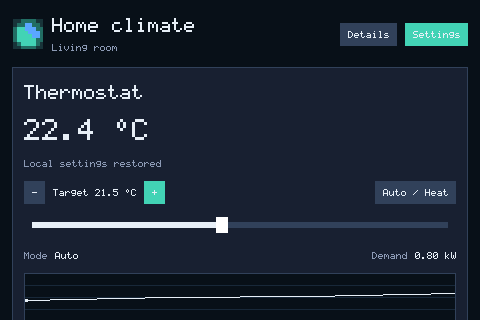 Home climate
Living room
Details
Settings
Thermostat
22.4 °C
Local settings restored
- Target 21.5 °C +
Auto / Heat
Mode Auto
Demand 0.80 kW